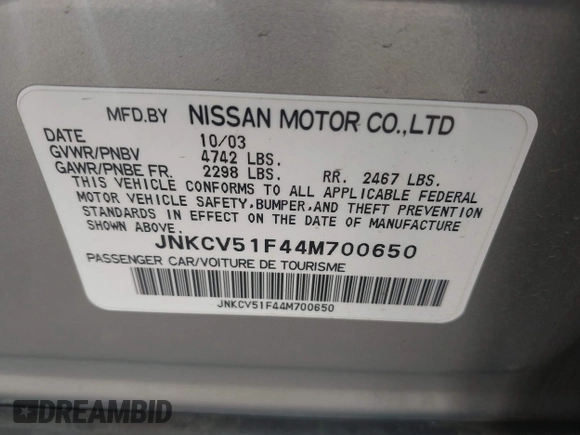 MFD.BY NISSAN MOTOR CO.,LTD
DATE 10/03
GVWR/PNBV 4742 LBS.
GAWR/PNBE FR. 2298 LBS. RR. 2467 LBS.
THIS VEHICLE CONFORMS TO ALL APPLICABLE FEDERAL
MOTOR VEHICLE SAFETY,BUMPER,AND THEFT PREVENTION
STANDARDS IN EFFECT ON THE DATE OF MANUFACTURE
SHOWN ABOVE.
JNKCV51F44M700650
PASSENGER CAR/VOITURE DE TOURISME
JNKCV51F44M700650
DREAMBID